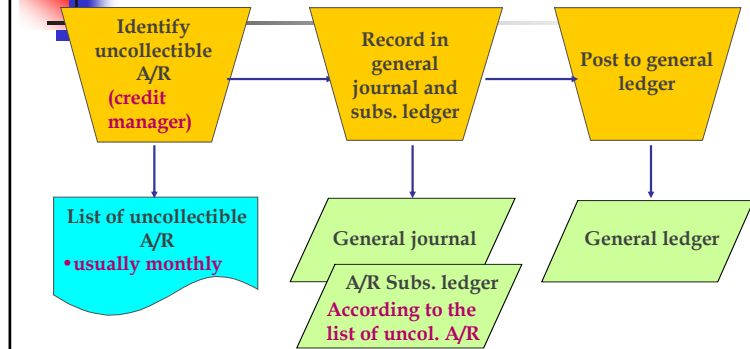 Identify
uncollectible
A/R
(credit
manager)
Record in
general
journal and
subs. ledger
Post to general
ledger
List of uncollectible
A/R
•usually monthly
General journal
A/R Subs. ledger
According to the
list of uncol. A/R
General ledger